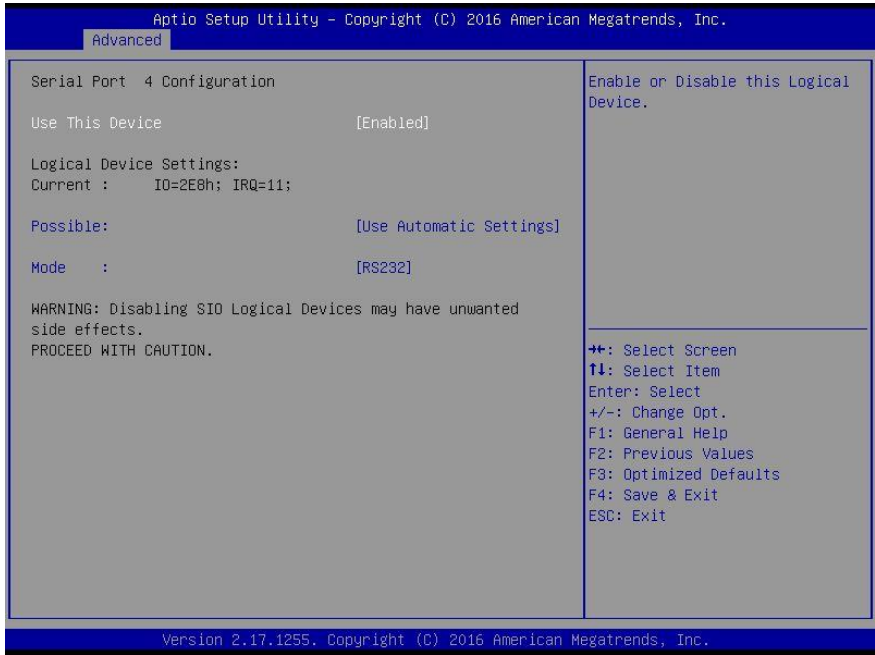 Aptio Setup Utility – Copyright (C) 2016 American Megatrends, Inc.
Advanced
Serial Port 4 Configuration
Use This Device [Enabled]
Logical Device Settings:
Current : IO=2E8h; IRQ=11;
Possible: [Use Automatic Settings]
Mode : [RS232]
WARNING: Disabling SIO Logical Devices may have unwanted
side effects.
PROCEED WITH CAUTION.
Enable or Disable this Logical
Device.
→←: Select Screen
↑↓: Select Item
Enter: Select
+/-: Change Opt.
F1: General Help
F2: Previous Values
F3: Optimized Defaults
F4: Save & Exit
ESC: Exit
Version 2.17.1255. Copyright (C) 2016 American Megatrends, Inc.